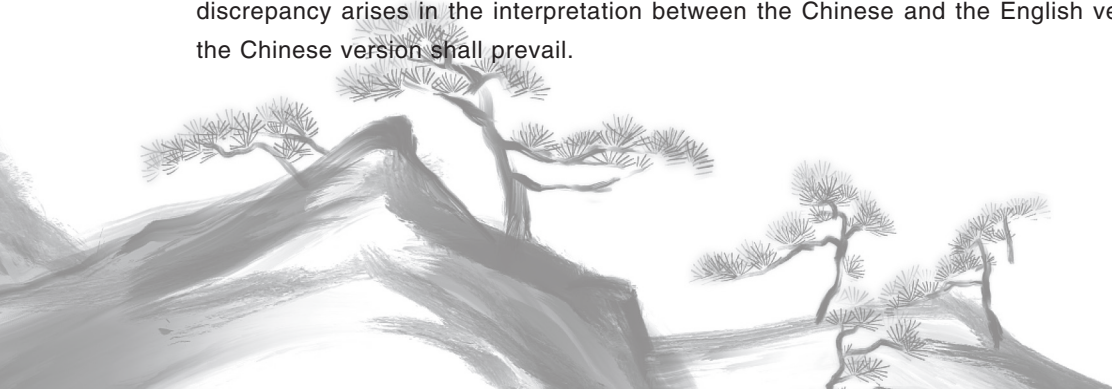 discrepancy arises in the interpretation between the Chinese and the English
the Chinese version shall prevail.